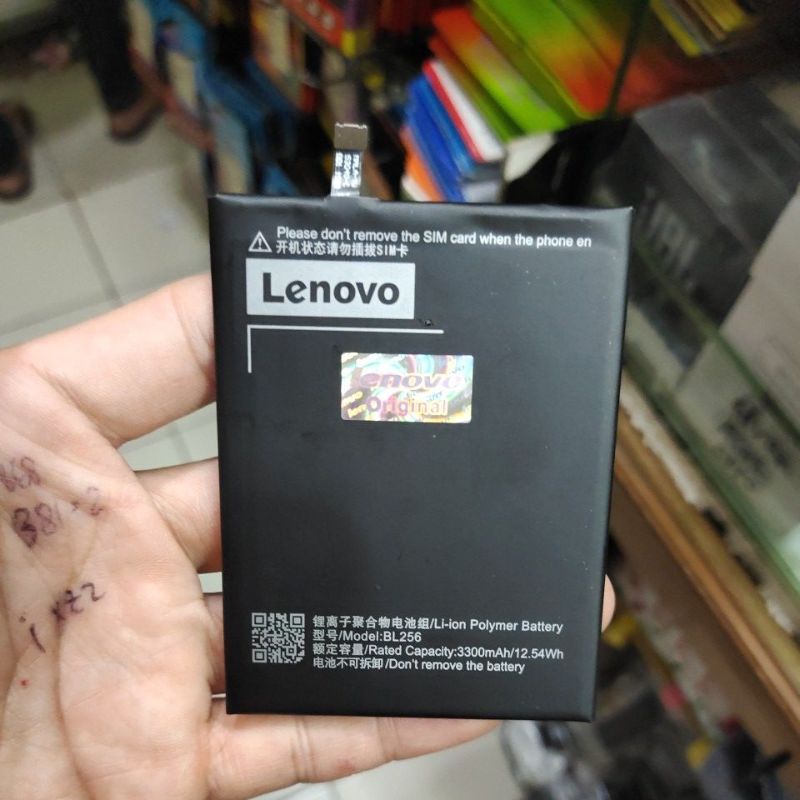 Please don't remove the SIM card when the phone en
开机状态请勿插拔SIM卡
Lenovo
Lenovo
Original
锂离子聚合物电池组/Li-ion Polymer Battery
型号/Model:BL256
额定容量/Rated Capacity:3300mAh/12.54Wh
电池不可拆卸/Don't remove the battery